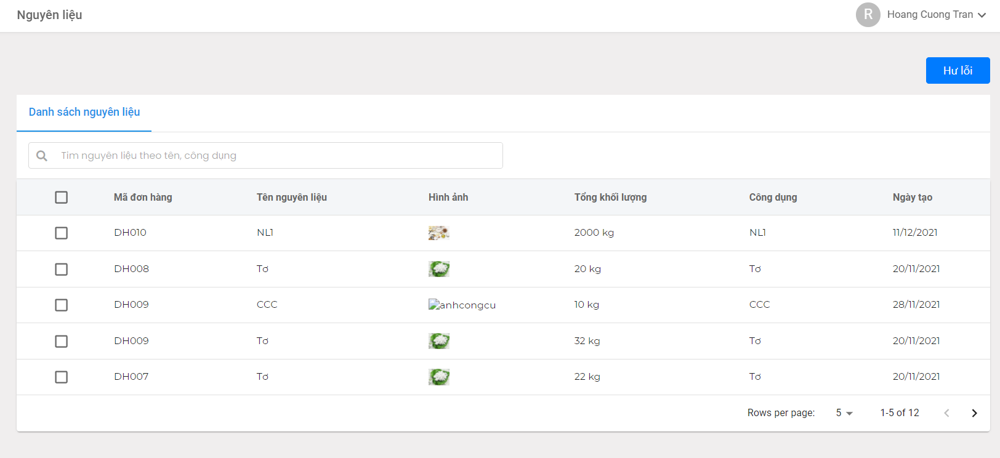 Nguyên liệu
R Hoang Cuong Tran
Hư lỗi
Danh sách nguyên liệu
Tìm nguyên liệu theo tên, công dụng
Mã đơn hàng Tên nguyên liệu Hình ảnh Tổng khối lượng Công dụng Ngày tạo
DH010 NL1 2000 kg NL1 11/12/2021
DH008 Tơ 20 kg Tơ 20/11/2021
DH009 CCC anhcongcu 10 kg CCC 28/11/2021
DH009 Tơ 32 kg Tơ 20/11/2021
DH007 Tơ 22 kg Tơ 20/11/2021
Rows per page: 5 1-5 of 12